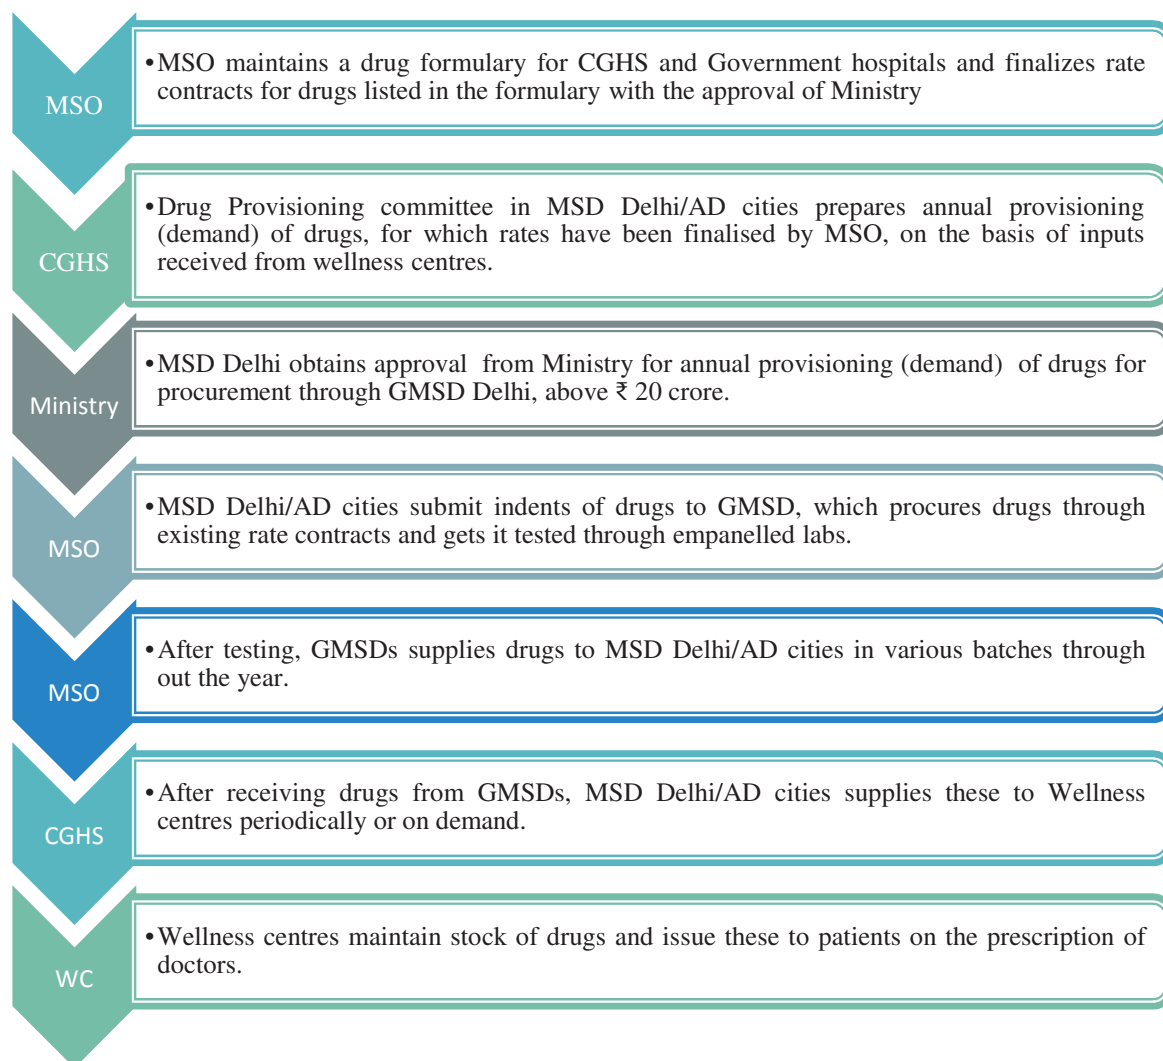 MSO
•MSO maintains a drug formulary for CGHS and Government hospitals and finalizes rate
contracts for drugs listed in the formulary with the approval of Ministry
CGHS
•Drug Provisioning committee in MSD Delhi/AD cities prepares annual provisioning
(demand) of drugs, for which rates have been finalised by MSO, on the basis of inputs
received from wellness centres.
Ministry
•MSD Delhi obtains approval from Ministry for annual provisioning (demand) of drugs for
procurement through GMSD Delhi, above ₹ 20 crore.
MSO
•MSD Delhi/AD cities submit indents of drugs to GMSD, which procures drugs through
existing rate contracts and gets it tested through empanelled labs.
MSO
•After testing, GMSDs supplies drugs to MSD Delhi/AD cities in various batches through
out the year.
CGHS
•After receiving drugs from GMSDs, MSD Delhi/AD cities supplies these to Wellness
centres periodically or on demand.
WC
•Wellness centres maintain stock of drugs and issue these to patients on the prescription of
doctors.